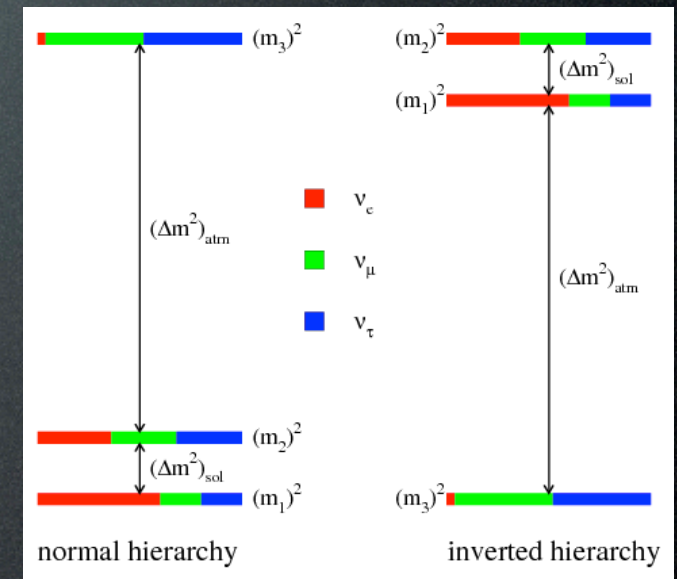 (m₃)²
(Δm²)atm
(m₂)²
(Δm²)sol
(m₁)²
normal hierarchy
νe
νμ
ντ
(m₂)²
(Δm²)sol
(m₁)²
(Δm²)atm
(m₃)²
inverted hierarchy